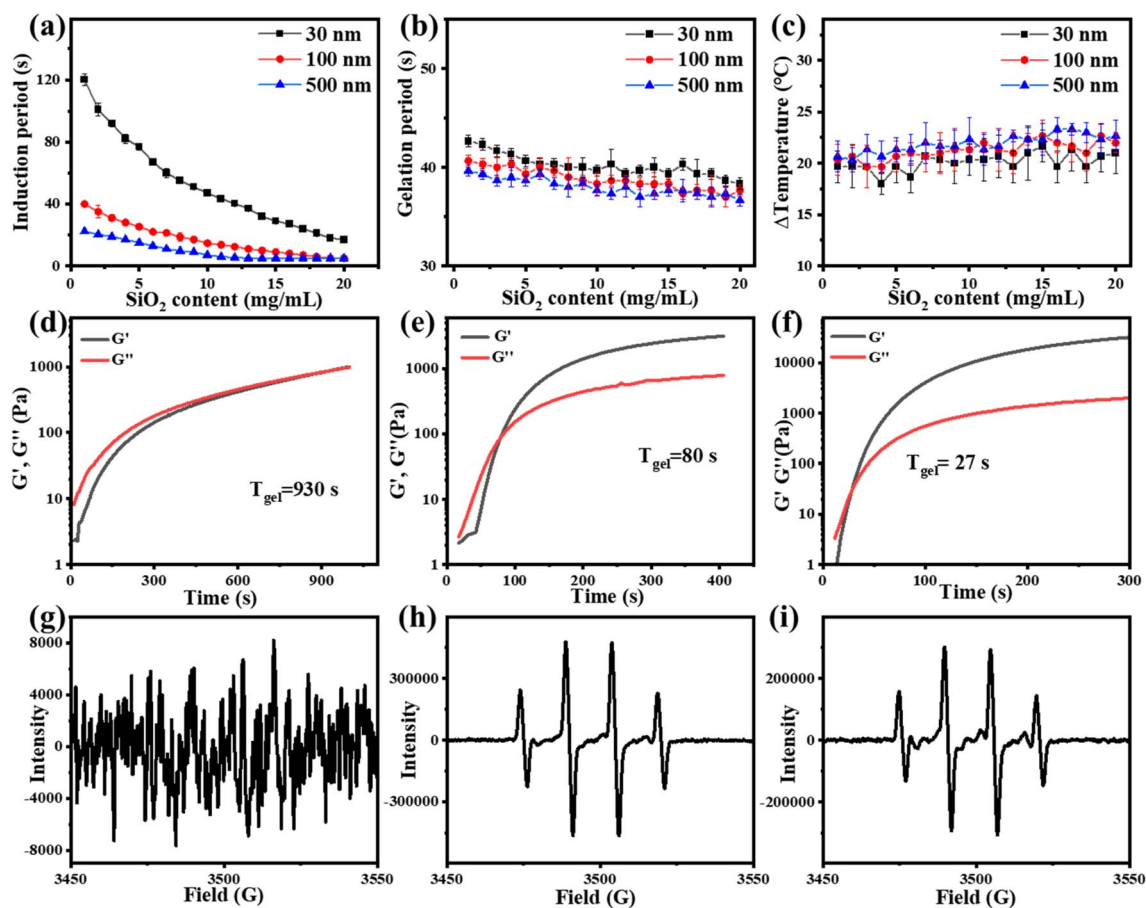 (a)
30 nm
100 nm
500 nm
Induction period (s)
120
80
40
0
0 5 10 15 20
SiO2 content (mg/mL)
(b)
30 nm
100 nm
500 nm
Gelation period (s)
50
40
30
0 5 10 15 20
SiO2 content (mg/mL)
(c)
30 nm
100 nm
500 nm
ΔTemperature (℃)
30
25
20
15
10
0 5 10 15 20
SiO2 content (mg/mL)
(d)
G'
G''
G', G'' (Pa)
1000
100
10
1
Tgel=930 s
0 300 600 900
Time (s)
(e)
G'
G''
G', G''(Pa)
1000
100
10
1
Tgel=80 s
0 100 200 300 400
Time (s)
(f)
G'
G''
G' G''(Pa)
10000
1000
100
10
1
Tgel= 27 s
0 100 200 300
Time (s)
(g)
Intensity
8000
4000
0
-4000
-8000
3450 3500 3550
Field (G)
(h)
Intensity
300000
0
-300000
3450 3500 3550
Field (G)
(i)
Intensity
200000
0
-200000
3450 3500 3550
Field (G)